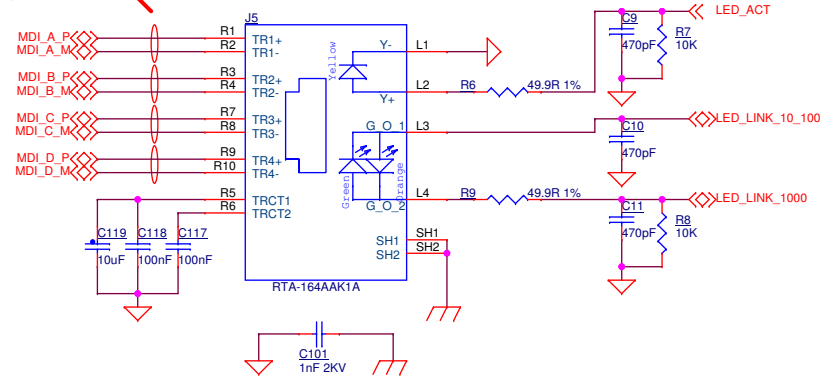 J5
MDI_A_P
R1
TR1+
MDI_A_M
R2
TR1-
MDI_B_P
R3
TR2+
MDI_B_M
R4
TR2-
MDI_C_P
R7
TR3+
MDI_C_M
R8
TR3-
MDI_D_P
R9
TR4+
MDI_D_M
R10
TR4-
R5
TRCT1
R6
TRCT2
Yellow
Y-
L1
Y+
L2
R6
49.9R 1%
G_O_1
L3
Green
Orange
G_O_2
L4
R9
49.9R 1%
SH1
SH1
SH2
SH2
RTA-164AAK1A
C119
10uF
C118
100nF
C117
100nF
C101
1nF 2KV
LED_ACT
C9
470pF
R7
10K
LED_LINK_10_100
C10
470pF
LED_LINK_1000
C11
470pF
R8
10K